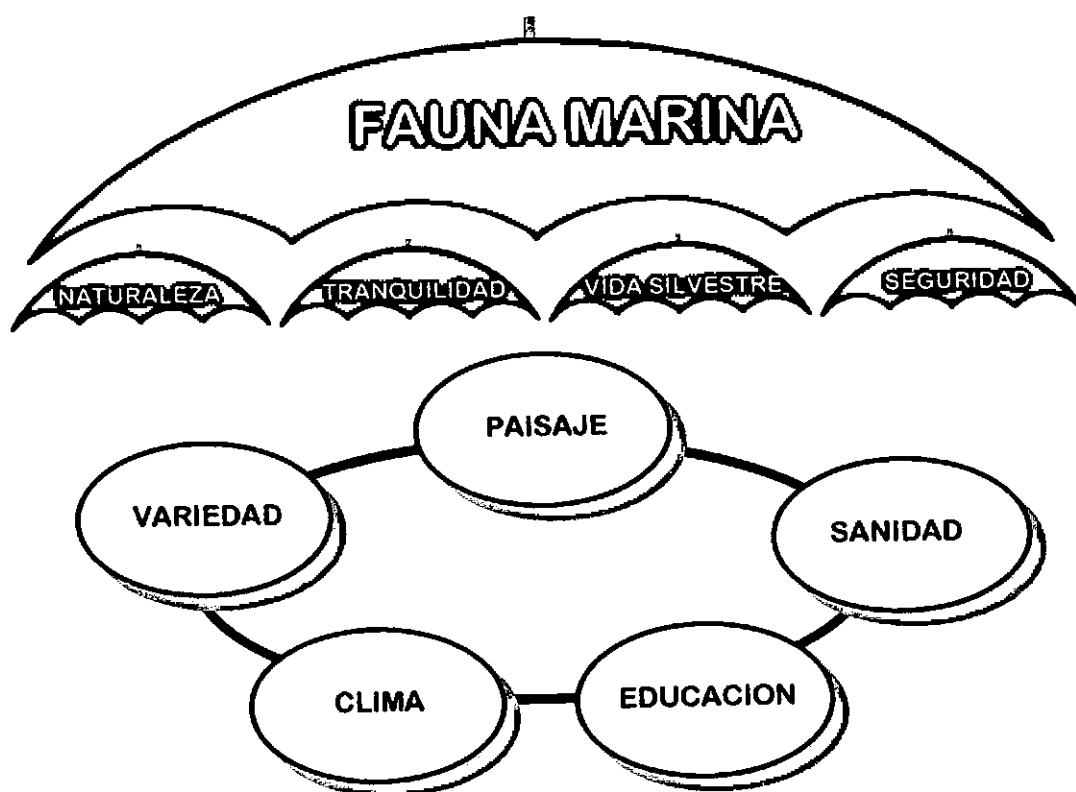 FAUNA MARINA
NATURALEZA
TRANQUILIDAD
VIDA SILVESTRE
SEGURIDAD
PAISAJE
VARIEDAD
SANIDAD
CLIMA
EDUCACION